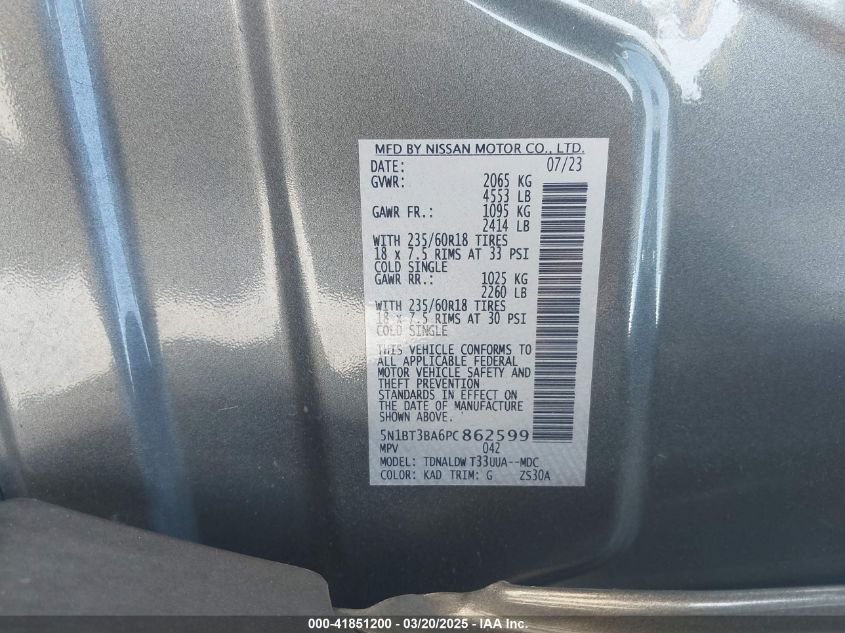 MFD BY NISSAN MOTOR CO., LTD.
DATE: 07/23
GVWR: 2065 KG
4553 LB
GAWR FR.: 1095 KG
2414 LB
WITH 235/60R18 TIRES
18 x 7.5 RIMS AT 33 PSI
COLD SINGLE
GAWR RR.: 1025 KG
2260 LB
WITH 235/60R18 TIRES
18 x 7.5 RIMS AT 30 PSI
COLD SINGLE
THIS VEHICLE CONFORMS TO
ALL APPLICABLE FEDERAL
MOTOR VEHICLE SAFETY AND
THEFT PREVENTION
STANDARDS IN EFFECT ON
THE DATE OF MANUFACTURE
SHOWN ABOVE.
5N1BT3BA6PC862599
MPV 042
MODEL: TDNALDW T33UUA--MDC
COLOR: KAD TRIM: G ZS30A
000-41851200 - 03/20/2025 - IAA Inc.